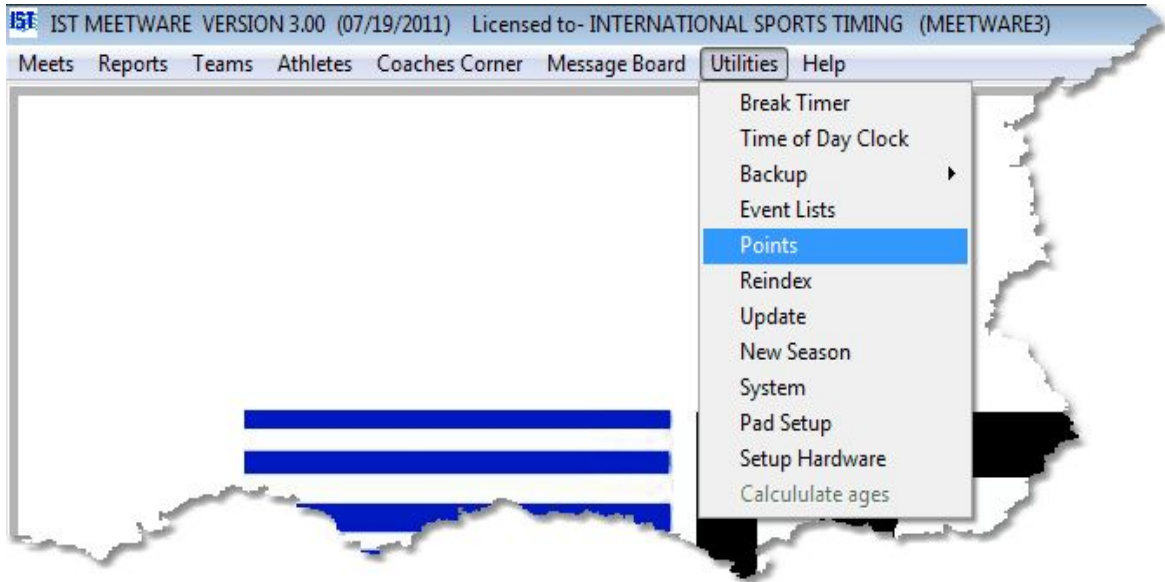 IST IST MEETWARE VERSION 3.00 (07/19/2011) Licensed to- INTERNATIONAL SPORTS TIMING (MEETWARE3)
Meets Reports Teams Athletes Coaches Corner Message Board Utilities Help
Break Timer
Time of Day Clock
Backup
Event Lists
Points
Reindex
Update
New Season
System
Pad Setup
Setup Hardware
Calcululate ages